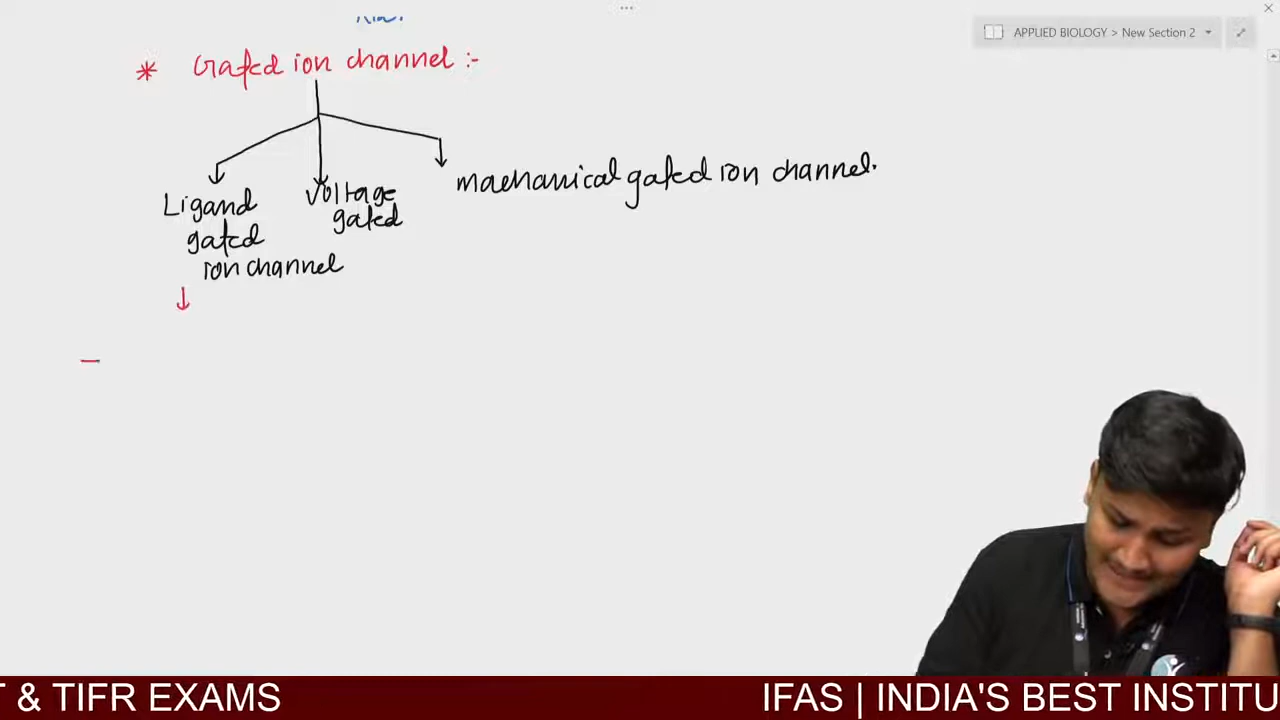 APPLIED BIOLOGY > New Section 2
* Gated ion channel :-
Ligand
gated
ion channel
Voltage
gated
maehanical gated ion channel.
T & TIFR EXAMS
IFAS | INDIA'S BEST INSTITU